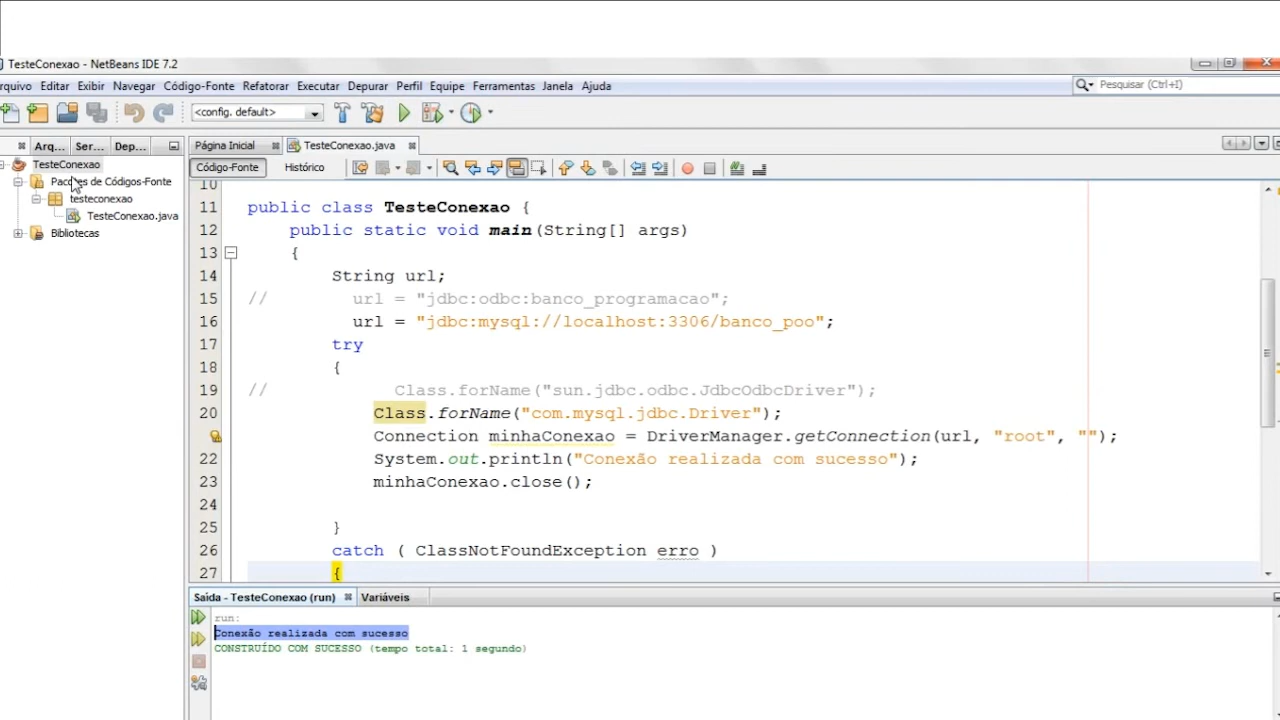 TesteConexao - NetBeans IDE 7.2
rquivo Editar Exibir Navegar Código-Fonte Refatorar Executar Depurar Perfil Equipe Ferramentas Janela Ajuda
Pesquisar (Ctrl+I)
<config. default>
Arq... Ser... Dep...
Página Inicial TesteConexao.java
TesteConexao
Código-Fonte Histórico
Pacotes de Códigos-Fonte
testeconexao
TesteConexao.java
Bibliotecas
10
11 public class TesteConexao {
12 public static void main(String[] args)
13 {
14 String url;
15 // url = "jdbc:odbc:banco_programacao";
16 url = "jdbc:mysql://localhost:3306/banco_poo";
17 try
18 {
19 // Class.forName("sun.jdbc.odbc.JdbcOdbcDriver");
20 Class.forName("com.mysql.jdbc.Driver");
Connection minhaConexao = DriverManager.getConnection(url, "root", "");
22 System.out.println("Conexão realizada com sucesso");
23 minhaConexao.close();
24
25 }
26 catch ( ClassNotFoundException erro )
27 {
Saída - TesteConexao (run) Variáveis
run:
Conexão realizada com sucesso
CONSTRUÍDO COM SUCESSO (tempo total: 1 segundo)